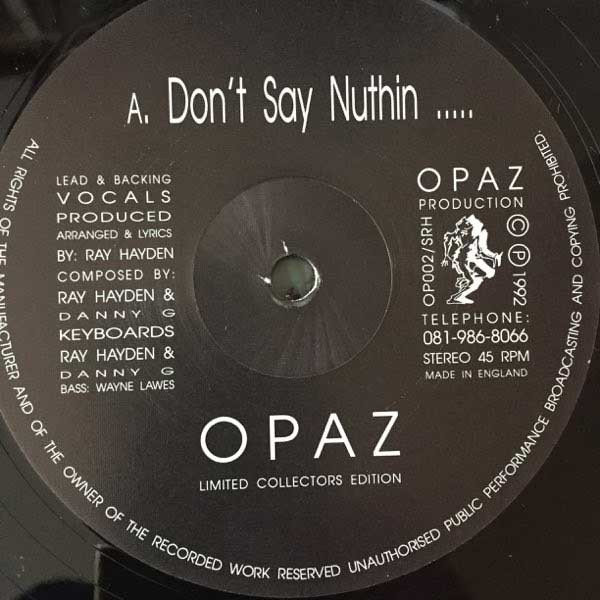 A. Don't Say Nuthin .....
LEAD & BACKING
VOCALS
PRODUCED
ARRANGED & LYRICS
BY: RAY HAYDEN
COMPOSED BY:
RAY HAYDEN &
DANNY G
KEYBOARDS
RAY HAYDEN &
DANNY G
BASS: WAYNE LAWES
OPAZ
PRODUCTION
OP002/SRH
© ℗ 1992
TELEPHONE:
081-986-8066
STEREO 45 RPM
MADE IN ENGLAND
OPAZ
LIMITED COLLECTORS EDITION
ALL RIGHTS OF THE MANUFACTURER AND OF THE OWNER OF THE RECORDED WORK RESERVED UNAUTHORISED PUBLIC PERFORMANCE BROADCASTING AND COPYING PROHIBITED.